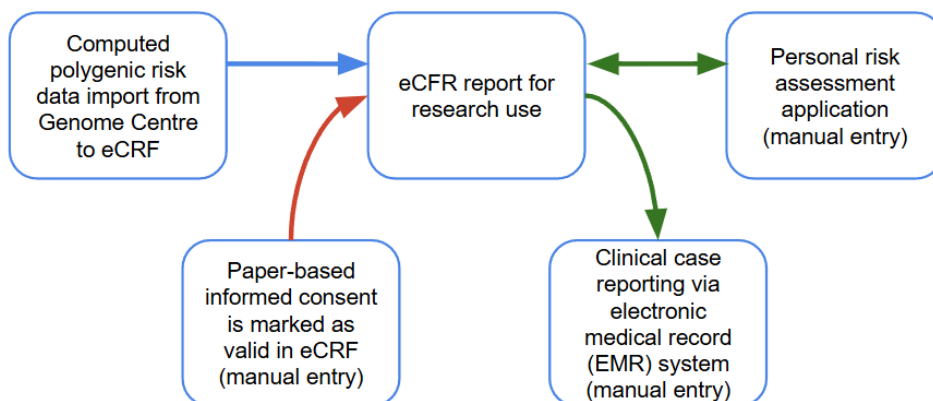 Computed
polygenic risk
data import from
Genome Centre
to eCRF
eCFR report for
research use
Personal risk
assessment
application
(manual entry)
Paper-based
informed consent
is marked as
valid in eCRF
(manual entry)
Clinical case
reporting via
electronic
medical record
(EMR) system
(manual entry)